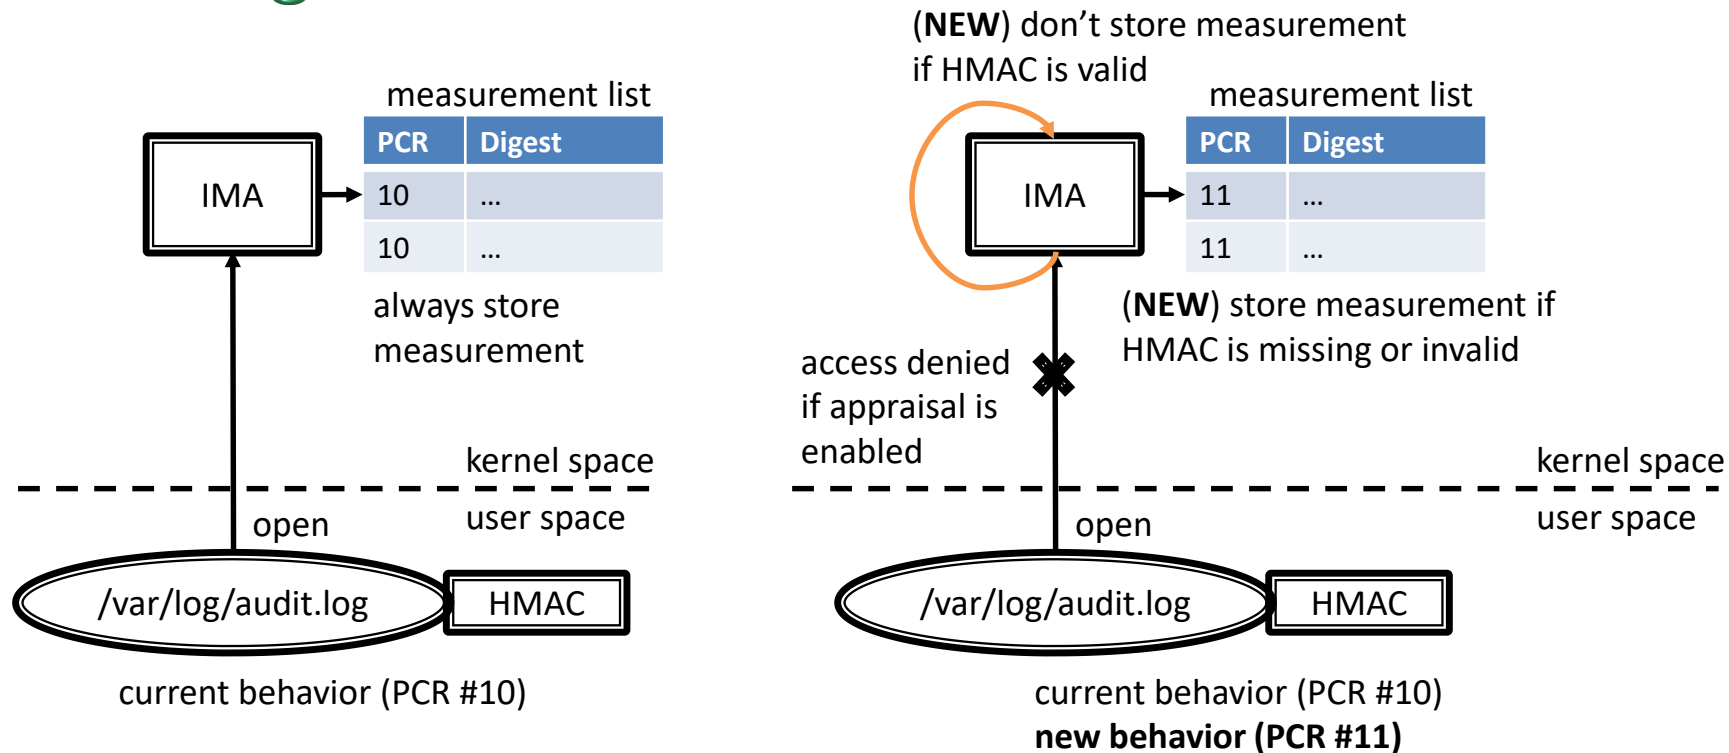 measurement list
PCR Digest
10 ...
10 ...
IMA
always store
measurement
kernel space
user space
open
/var/log/audit.log
HMAC
current behavior (PCR #10)
(NEW) don’t store measurement
if HMAC is valid
measurement list
PCR Digest
11 ...
11 ...
IMA
(NEW) store measurement if
HMAC is missing or invalid
access denied
if appraisal is
enabled
kernel space
user space
open
/var/log/audit.log
HMAC
current behavior (PCR #10)
new behavior (PCR #11)